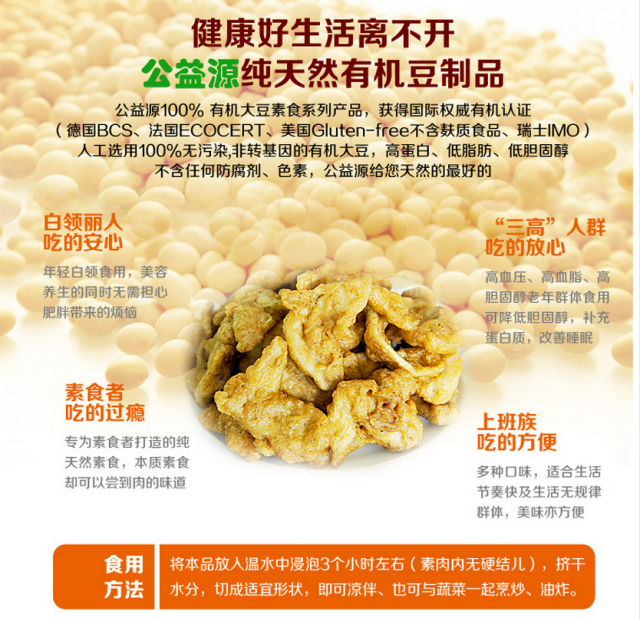 健康好生活离不开
公益源纯天然有机豆制品
公益源100% 有机大豆素食系列产品，获得国际权威有机认证
（德国BCS、法国ECOCERT、美国Gluten-free不含麸质食品、瑞士IMO）
人工选用100%无污染,非转基因的有机大豆，高蛋白、低脂肪、低胆固醇
不含任何防腐剂、色素，公益源给您天然的最好的
白领丽人
吃的安心
年轻白领食用，美容
养生的同时无需担心
肥胖带来的烦恼
“三高”人群
吃的放心
高血压、高血脂、高
胆固醇老年群体食用
可降低胆固醇，补充
蛋白质，改善睡眠
素食者
吃的过瘾
专为素食者打造的纯
天然素食，本质素食
却可以尝到肉的味道
上班族
吃的方便
多种口味，适合生活
节奏快及生活无规律
群体，美味亦方便
食用
方法
将本品放入温水中浸泡3个小时左右（素肉内无硬结儿），挤干
水分，切成适宜形状，即可凉伴、也可与蔬菜一起烹炒、油炸。